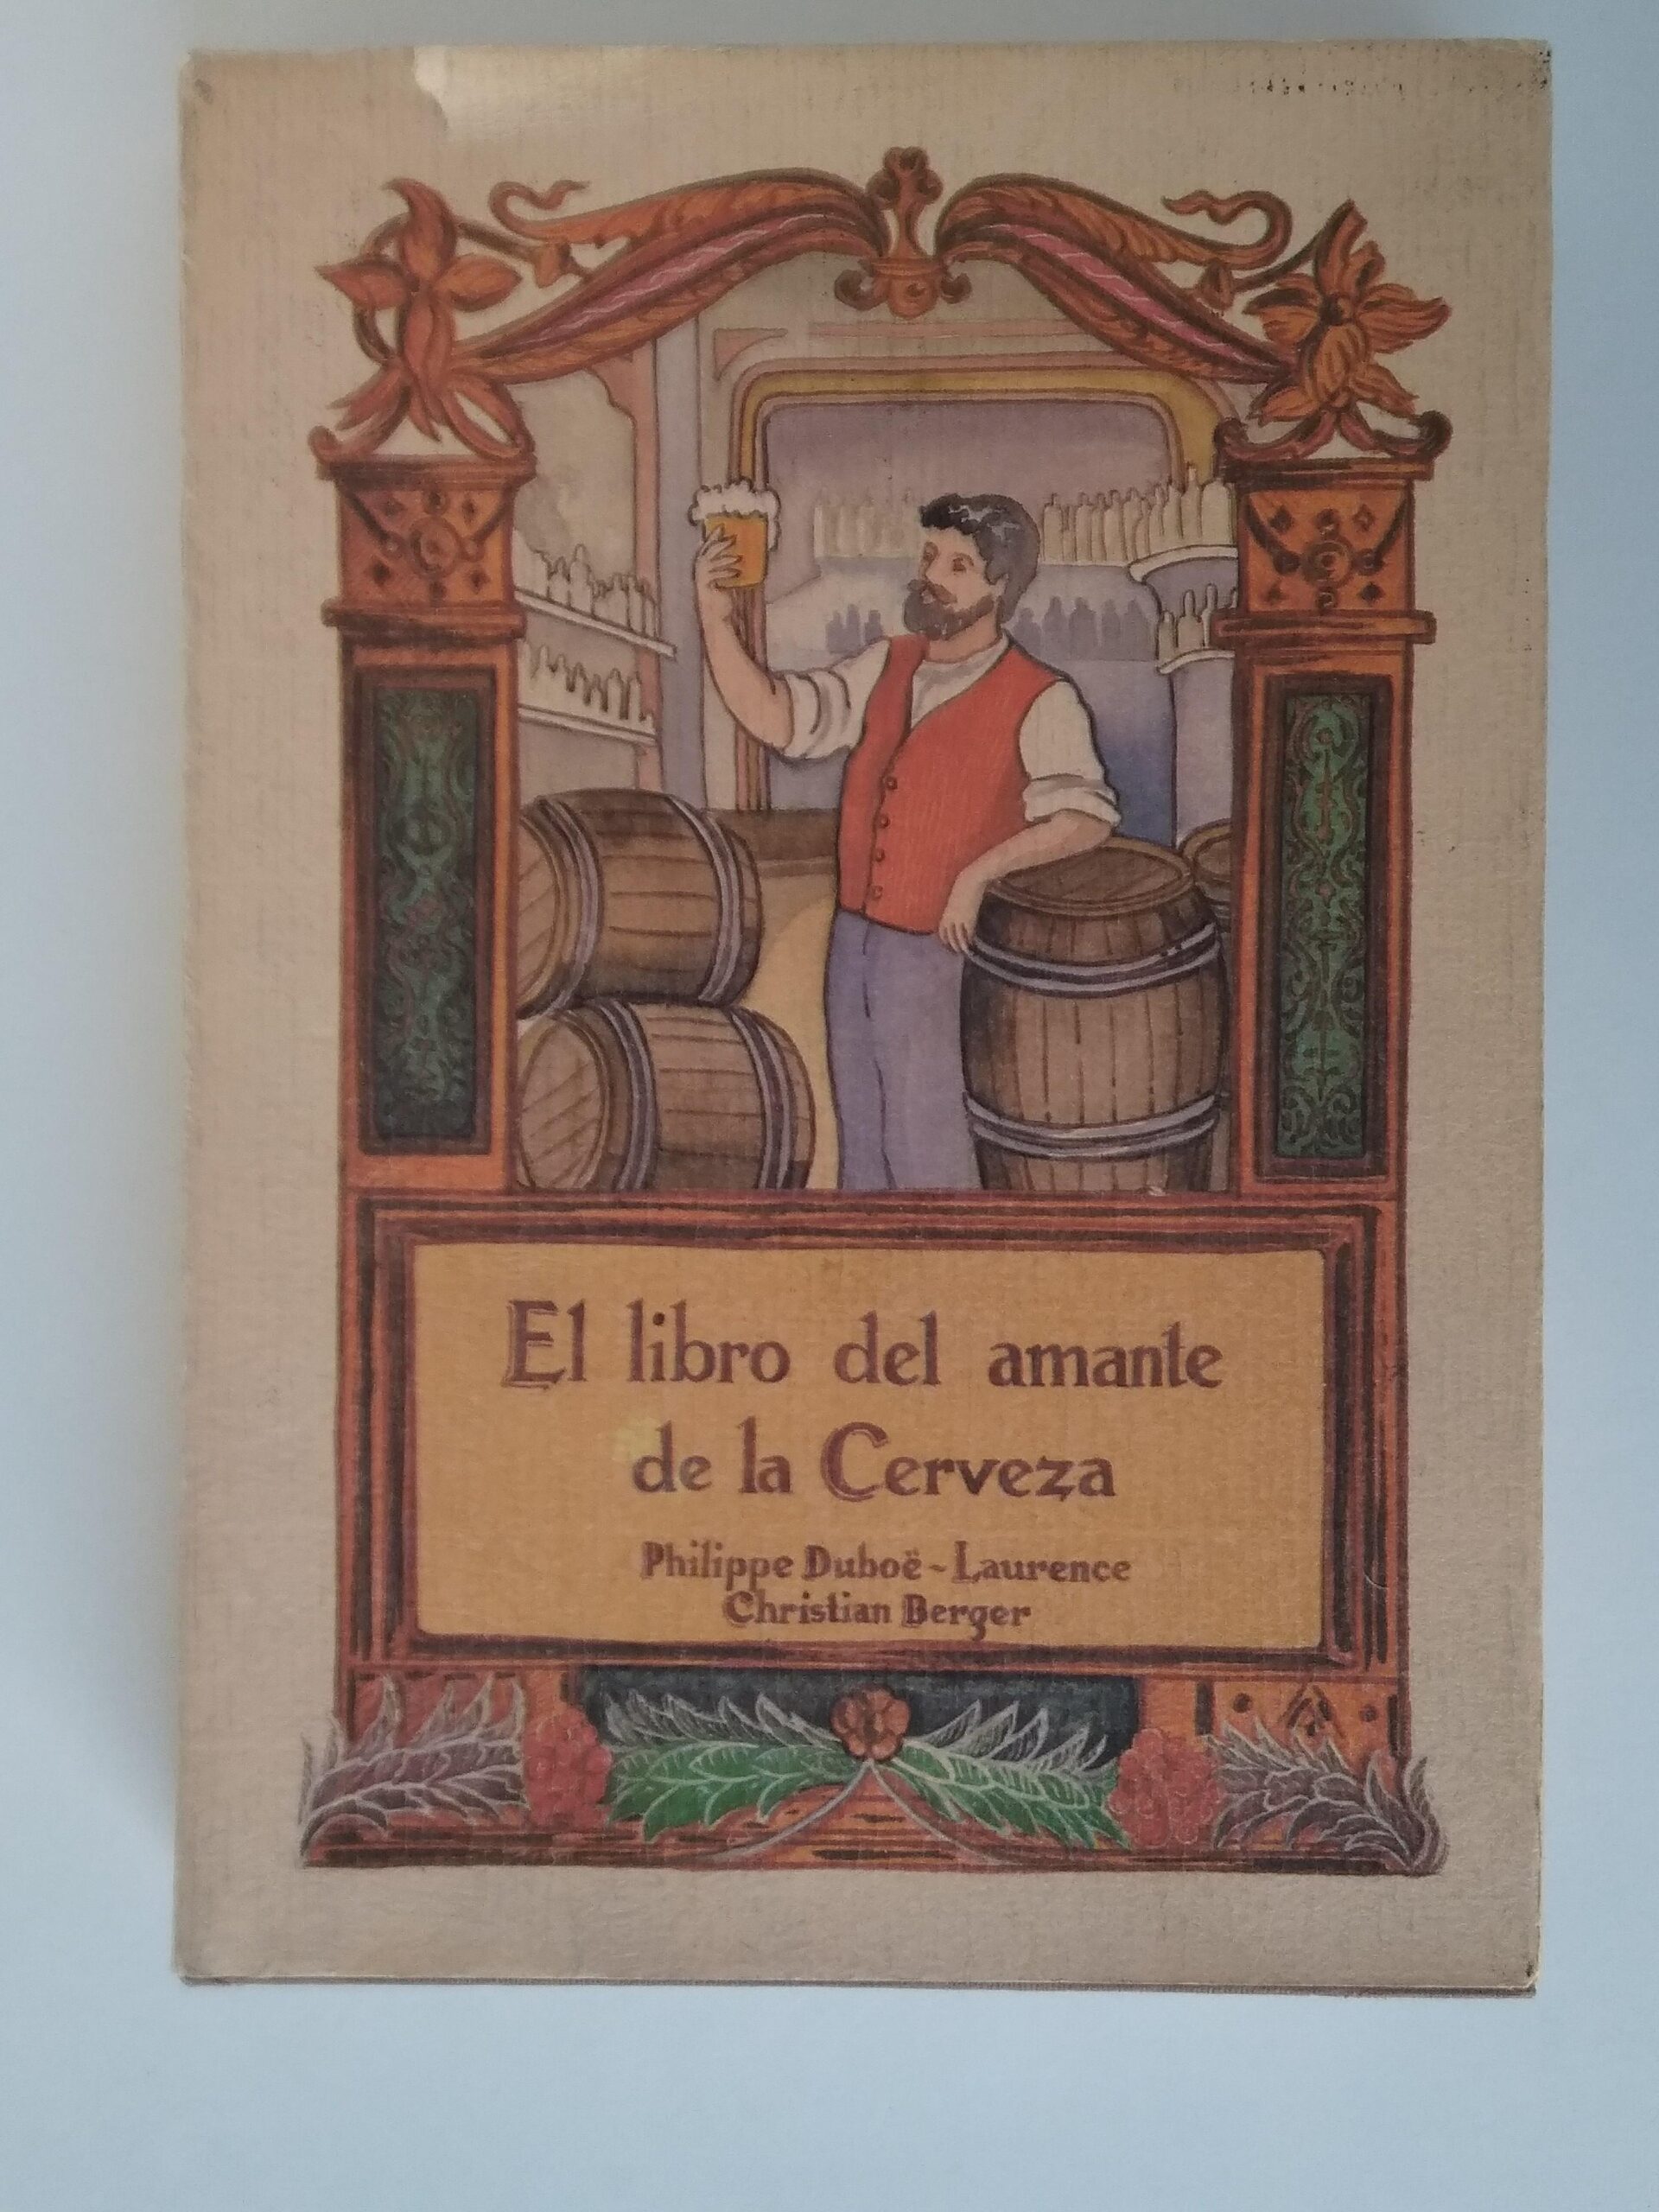 El libro del amante
de la Cerveza
Philippe Duboë-Laurence
Christian Berger